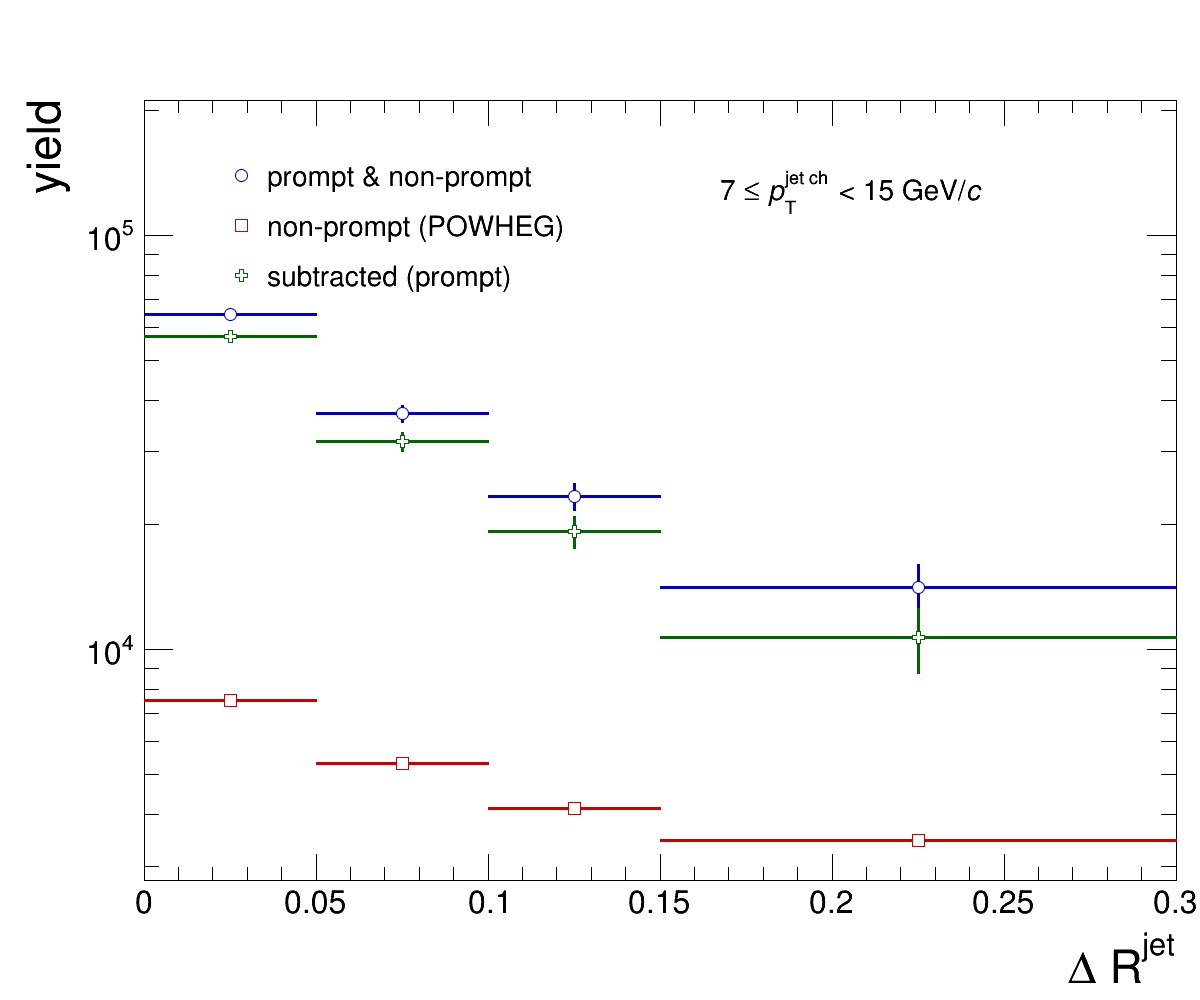 yield
prompt & non-prompt
non-prompt (POWHEG)
subtracted (prompt)
7 ≤ p_T^{jet ch} < 15 GeV/c
10^5
10^4
0 0.05 0.1 0.15 0.2 0.25 0.3
Δ R^{jet}